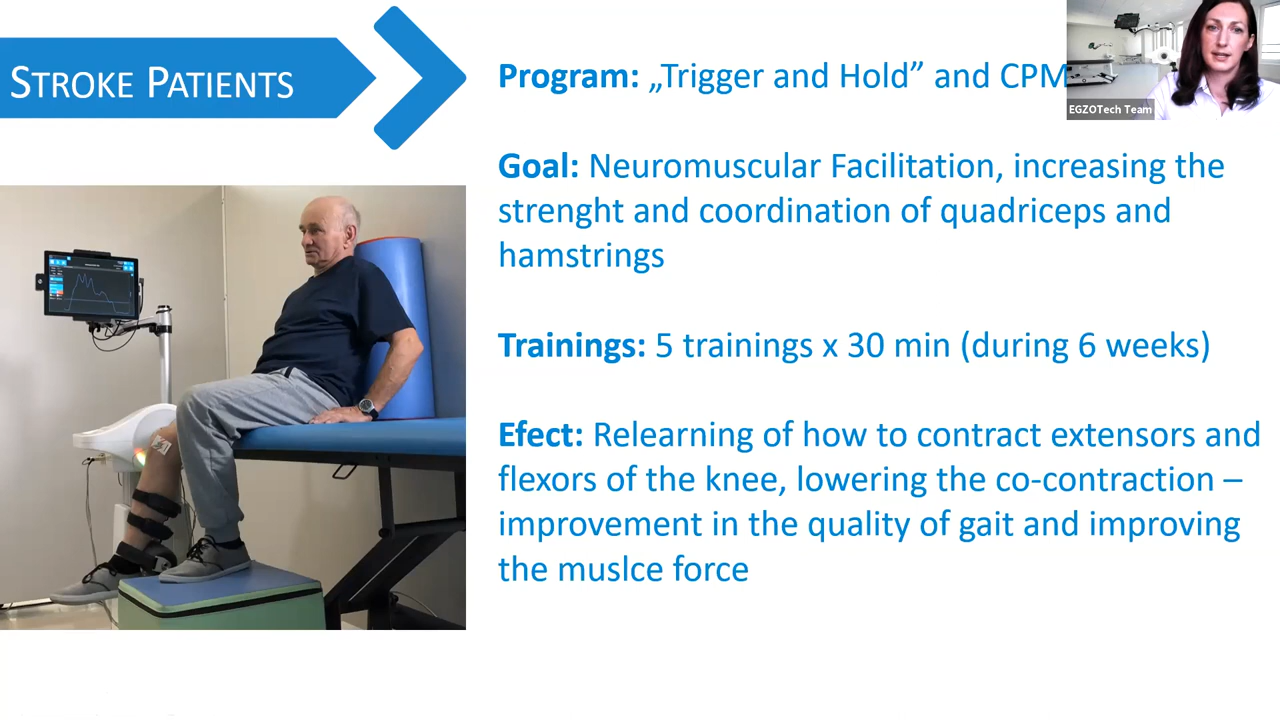 STROKE PATIENTS
Program: „Trigger and Hold” and CPM
EGZOTech Team
Goal: Neuromuscular Facilitation, increasing the
strenght and coordination of quadriceps and
hamstrings
Trainings: 5 trainings x 30 min (during 6 weeks)
Efect: Relearning of how to contract extensors and
flexors of the knee, lowering the co-contraction –
improvement in the quality of gait and improving
the muslce force